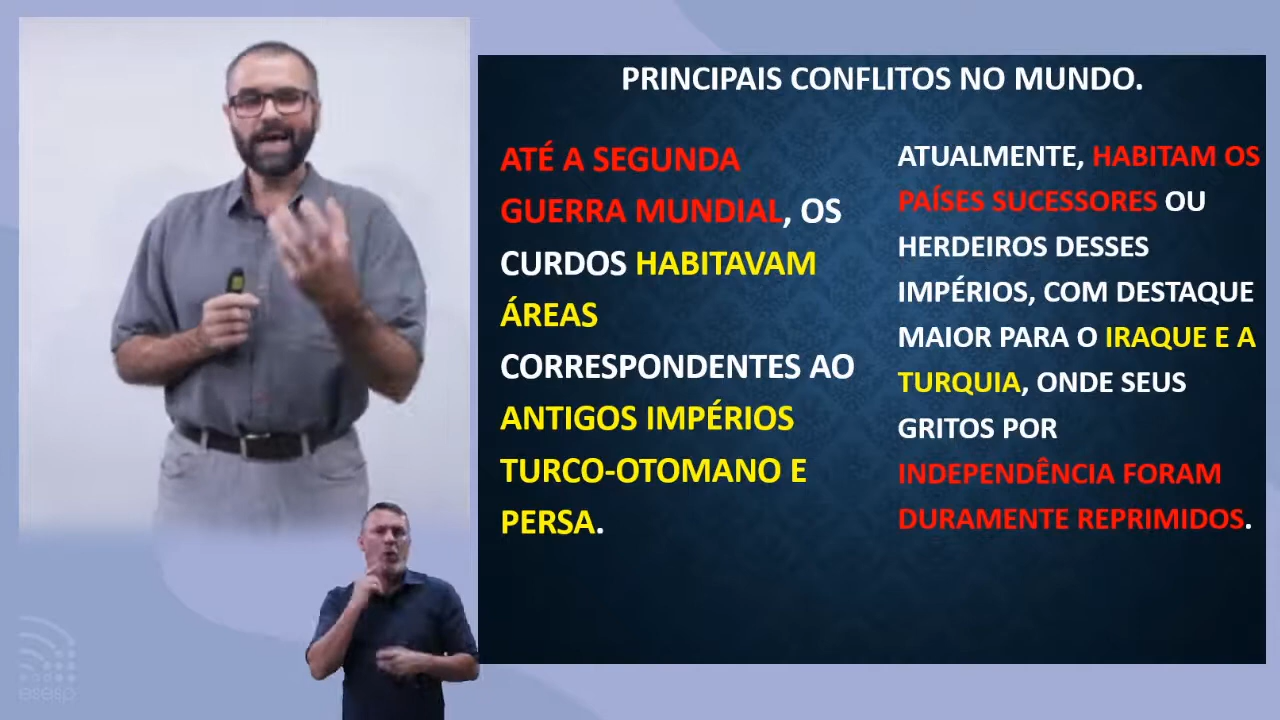 PRINCIPAIS CONFLITOS NO MUNDO.
ATÉ A SEGUNDA
GUERRA MUNDIAL, OS
CURDOS HABITAVAM
ÁREAS
CORRESPONDENTES AO
ANTIGOS IMPÉRIOS
TURCO-OTOMANO E
PERSA.
ATUALMENTE, HABITAM OS
PAÍSES SUCESSORES OU
HERDEIROS DESSES
IMPÉRIOS, COM DESTAQUE
MAIOR PARA O IRAQUE E A
TURQUIA, ONDE SEUS
GRITOS POR
INDEPENDÊNCIA FORAM
DURAMENTE REPRIMIDOS.
esesp